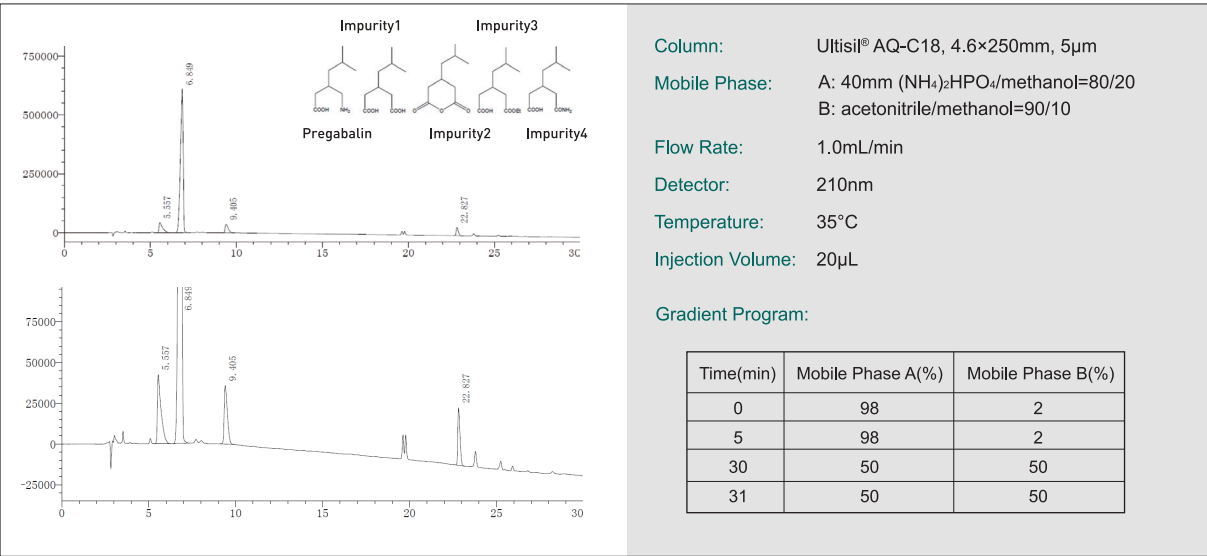 Impurity1
Impurity3
COOH
NH₂
COOH
COOH
O
O
O
COOH
COOEt
COOH
CONH₂
Pregabalin
Impurity2
Impurity4
750000
500000
250000
0
5.557
6.849
9.405
22.827
0
5
10
15
20
25
30
75000
50000
25000
0
-25000
5.557
6.849
9.405
22.827
0
5
10
15
20
25
30
Column: Ultisil® AQ-C18, 4.6×250mm, 5μm
Mobile Phase: A: 40mm (NH₄)₂HPO₄/methanol=80/20
B: acetonitrile/methanol=90/10
Flow Rate: 1.0mL/min
Detector: 210nm
Temperature: 35°C
Injection Volume: 20μL
Gradient Program:
Time(min) Mobile Phase A(%) Mobile Phase B(%)
0 98 2
5 98 2
30 50 50
31 50 50